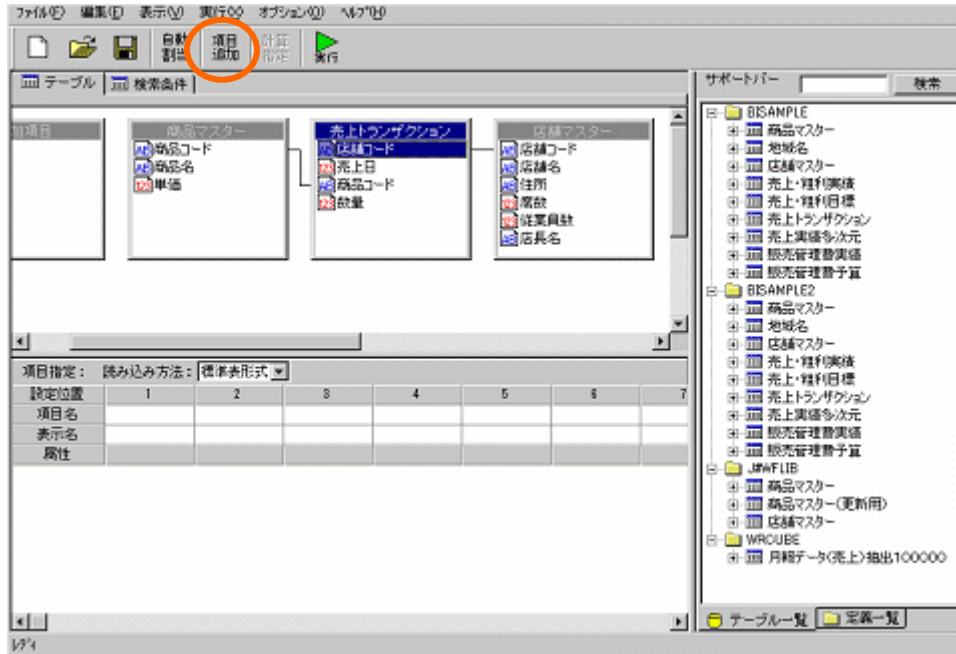 ファイル(F) 編集(E) 表示(V) 実行(X) オプション(O) ヘルプ(H)
自動割当 項目追加 計算指定 実行
テーブル 検索条件
加項目
商品マスター
商品コード
商品名
単価
売上トランザクション
店舗コード
売上日
商品コード
数量
店舗マスター
店舗コード
店舗名
住所
席数
従業員数
店長名
項目指定： 読み込み方法： 標準表形式
設定位置 1 2 3 4 5 6 7
項目名
表示名
属性
レディ
サポートバー 検索
BISAMPLE
商品マスター
地域名
店舗マスター
売上・粗利実績
売上・粗利目標
売上トランザクション
売上実績多次元
販売管理費実績
販売管理費予算
BISAMPLE2
商品マスター
地域名
店舗マスター
売上・粗利実績
売上・粗利目標
売上トランザクション
売上実績多次元
販売管理費実績
販売管理費予算
J#WFLIB
商品マスター
商品マスター(更新用)
店舗マスター
WRCUBE
月報データ(売上)抽出100000
テーブル一覧 定義一覧